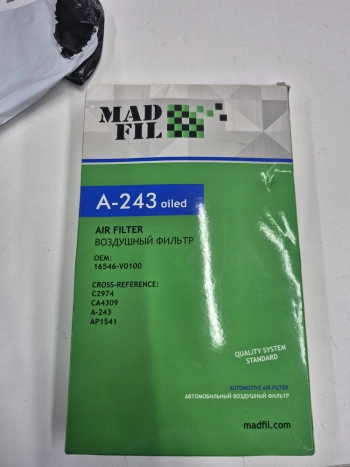 MAD
FIL
A-243 oiled
AIR FILTER
ВОЗДУШНЫЙ ФИЛЬТР
OEM:
16546-V0100
CROSS-REFERENCE:
C2974
CA4309
A-243
AP1541
QUALITY SYSTEM
STANDARD
AUTOMOTIVE AIR FILTER
АВТОМОБИЛЬНЫЙ ВОЗДУШНЫЙ ФИЛЬТР
madfil.com